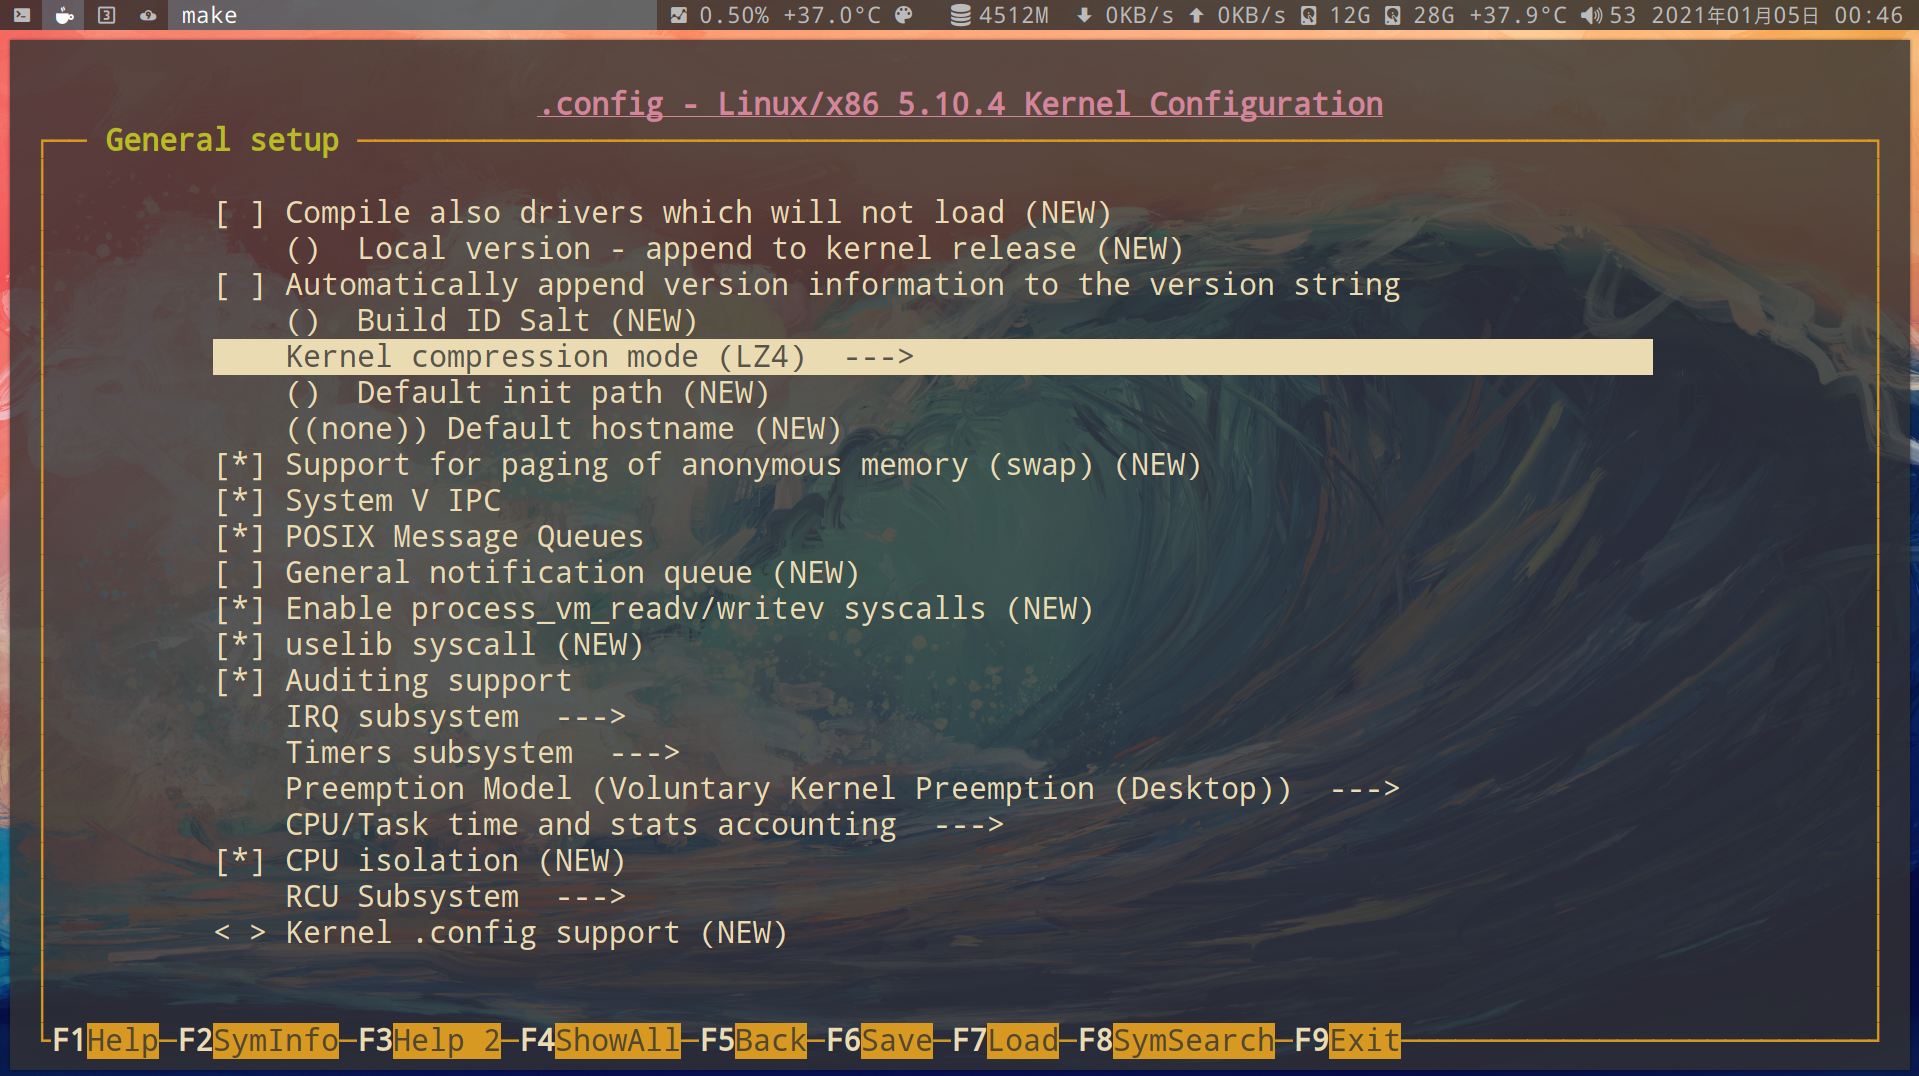 3 make 0.50% +37.0°C 4512M 0KB/s 0KB/s 12G 28G +37.9°C 53 2021年01月05日 00:46
.config - Linux/x86 5.10.4 Kernel Configuration
General setup
[ ] Compile also drivers which will not load (NEW)
() Local version - append to kernel release (NEW)
[ ] Automatically append version information to the version string
() Build ID Salt (NEW)
Kernel compression mode (LZ4) --->
() Default init path (NEW)
((none)) Default hostname (NEW)
[*] Support for paging of anonymous memory (swap) (NEW)
[*] System V IPC
[*] POSIX Message Queues
[ ] General notification queue (NEW)
[*] Enable process_vm_readv/writev syscalls (NEW)
[*] uselib syscall (NEW)
[*] Auditing support
IRQ subsystem --->
Timers subsystem --->
Preemption Model (Voluntary Kernel Preemption (Desktop)) --->
CPU/Task time and stats accounting --->
[*] CPU isolation (NEW)
RCU Subsystem --->
< > Kernel .config support (NEW)
F1Help F2SymInfo F3Help 2 F4ShowAll F5Back F6Save F7Load F8SymSearch F9Exit